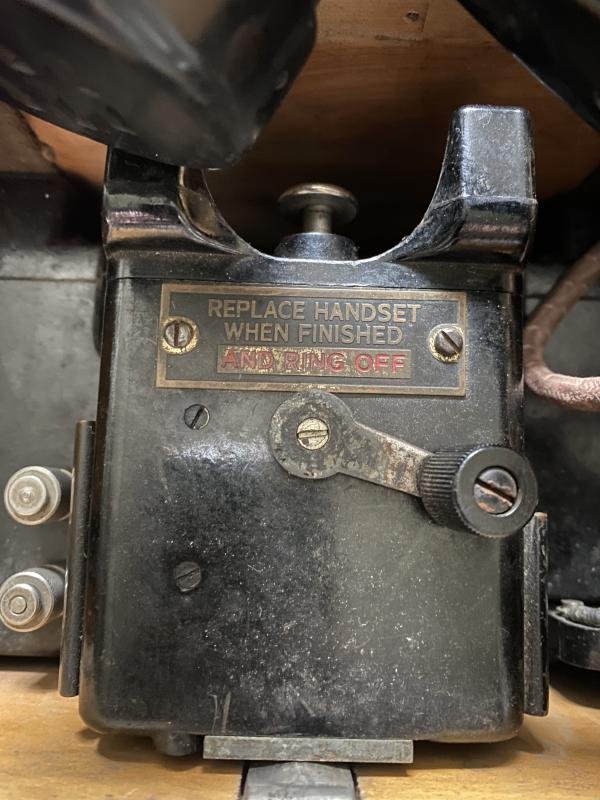 REPLACE HANDSET
WHEN FINISHED
AND RING OFF